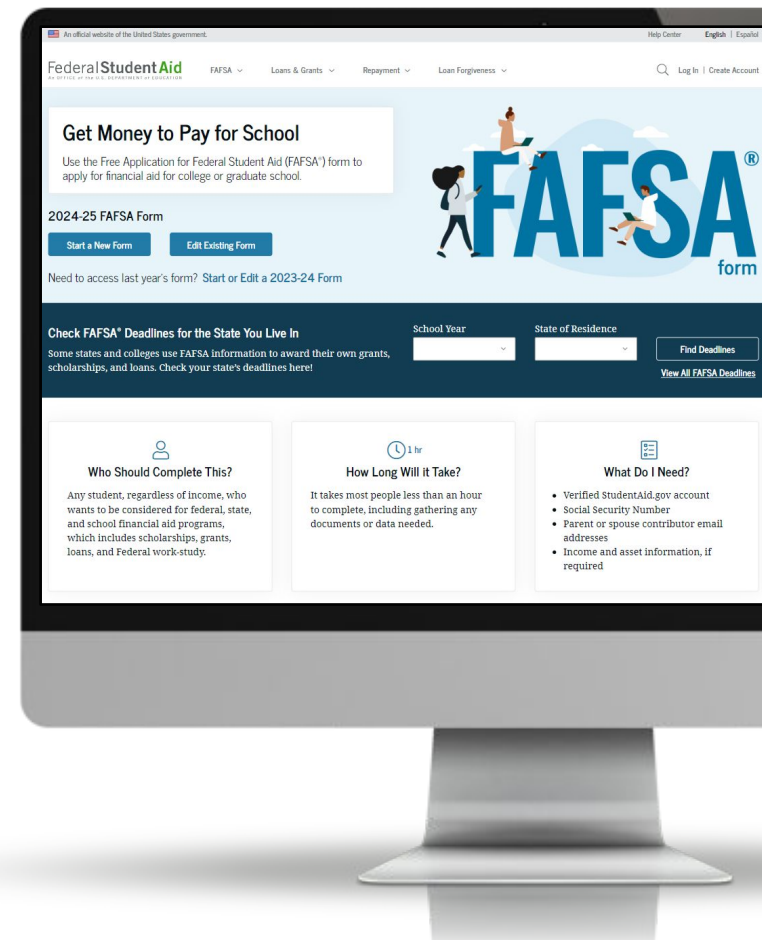 An official website of the United States government.
Help Center English | Español
Federal Student Aid
An OFFICE of the U.S. DEPARTMENT of EDUCATION
FAFSA Loans & Grants Repayment Loan Forgiveness
Log In | Create Account
Get Money to Pay for School
Use the Free Application for Federal Student Aid (FAFSA®) form to
apply for financial aid for college or graduate school.
FAFSA®
form
2024-25 FAFSA Form
Start a New Form Edit Existing Form
Need to access last year's form? Start or Edit a 2023-24 Form
Check FAFSA® Deadlines for the State You Live In
Some states and colleges use FAFSA information to award their own grants,
scholarships, and loans. Check your state's deadlines here!
School Year
State of Residence
Find Deadlines
View All FAFSA Deadlines
Who Should Complete This?
Any student, regardless of income, who
wants to be considered for federal, state,
and school financial aid programs,
which includes scholarships, grants,
loans, and Federal work-study.
1 hr
How Long Will it Take?
It takes most people less than an hour
to complete, including gathering any
documents or data needed.
What Do I Need?
• Verified StudentAid.gov account
• Social Security Number
• Parent or spouse contributor email
addresses
• Income and asset information, if
required